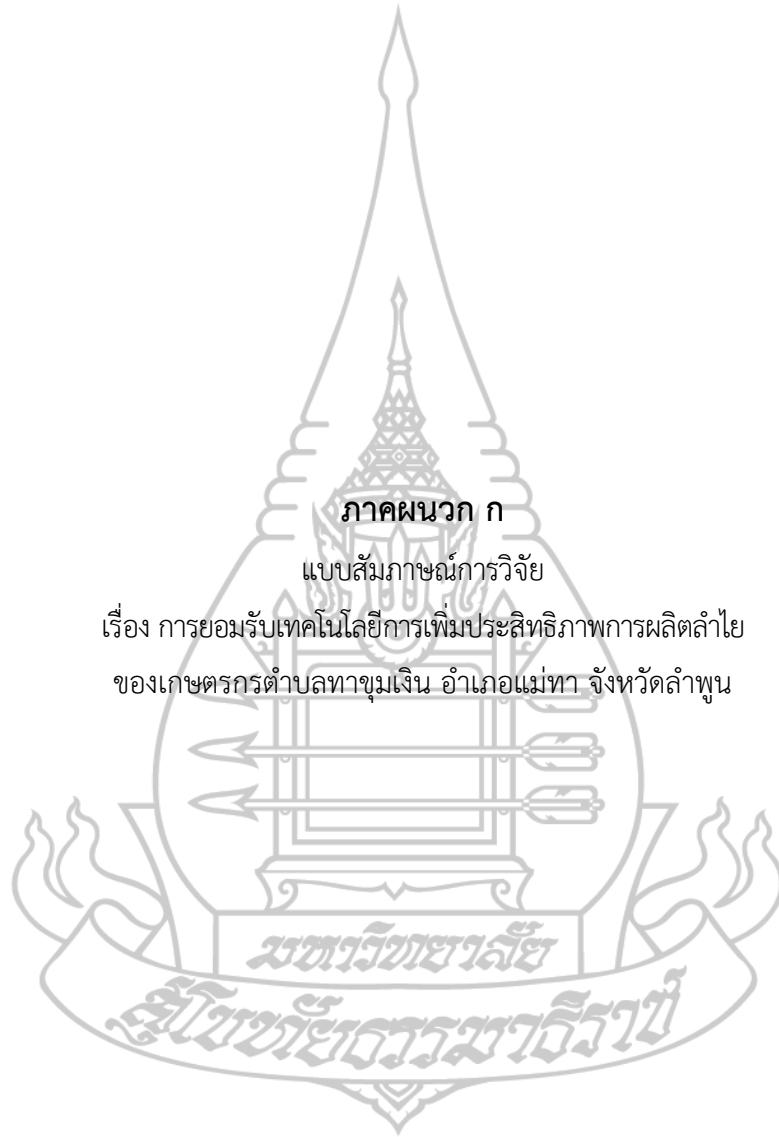 ภาคผนวก ก
แบบสัมภาษณ์การวิจัย
เรื่อง การยอมรับเทคโนโลยีการเพิ่มประสิทธิภาพการผลิตลำไย
ของเกษตรกรตำบลทาขุมเงิน อำเภอแม่ทา จังหวัดลำพูน
มหาวิทยาลัย
สุโขทัยธรรมาธิราช